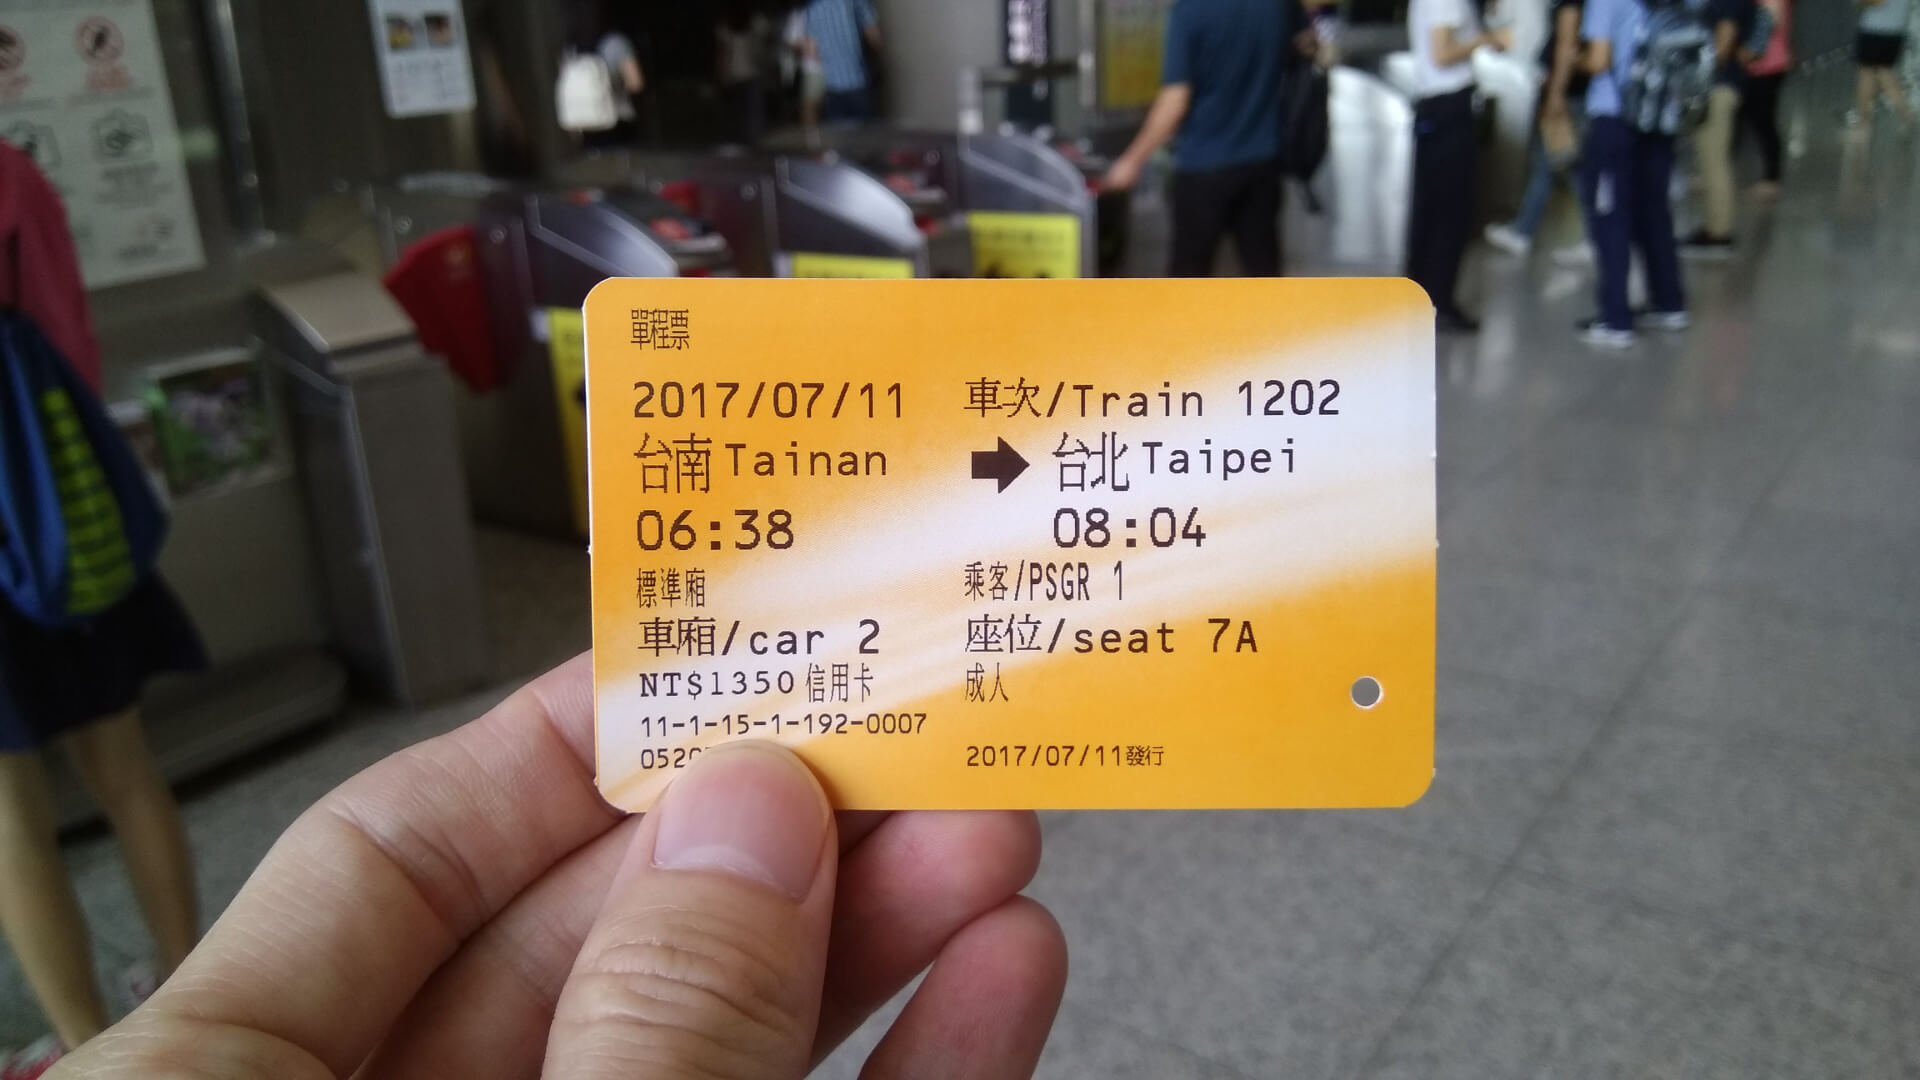 單程票
2017/07/11 車次/Train 1202
台南 Tainan → 台北 Taipei
06:38 08:04
標準廂 乘客/PSGR 1
車廂/car 2 座位/seat 7A
NT$1350 信用卡 成人
11-1-15-1-192-0007
0520 2017/07/11發行